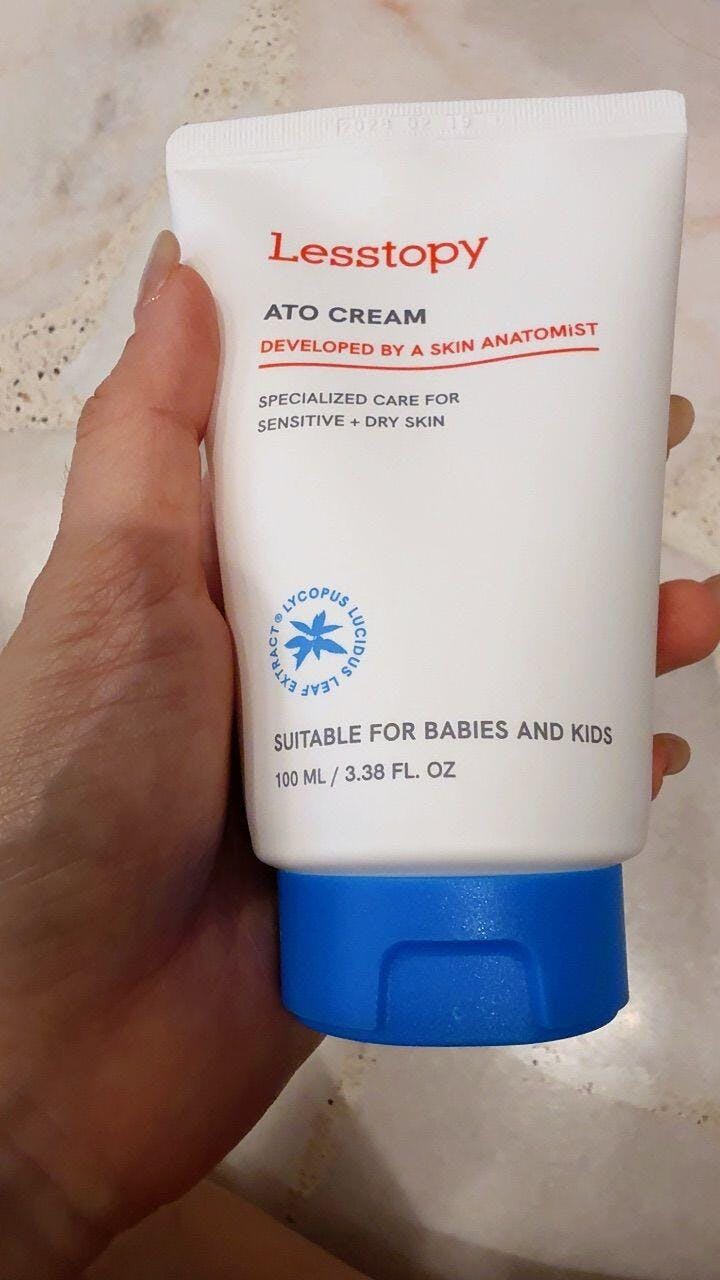 Lesstopy
ATO CREAM
DEVELOPED BY A SKIN ANATOMiST
SPECIALIZED CARE FOR
SENSITIVE + DRY SKIN
LYCOPUS LUCIDUS LEAF EXTRACT®
SUITABLE FOR BABIES AND KIDS
100 ML / 3.38 FL. OZ